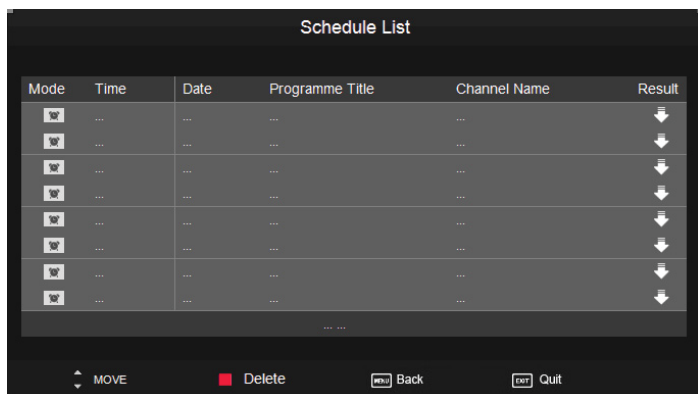 Schedule List
Mode Time Date Programme Title Channel Name Result
... ... ... ...
... ... ... ...
... ... ... ...
... ... ... ...
... ... ... ...
... ... ... ...
... ... ... ...
... ... ... ...
... ...
MOVE Delete MENU Back EXIT Quit